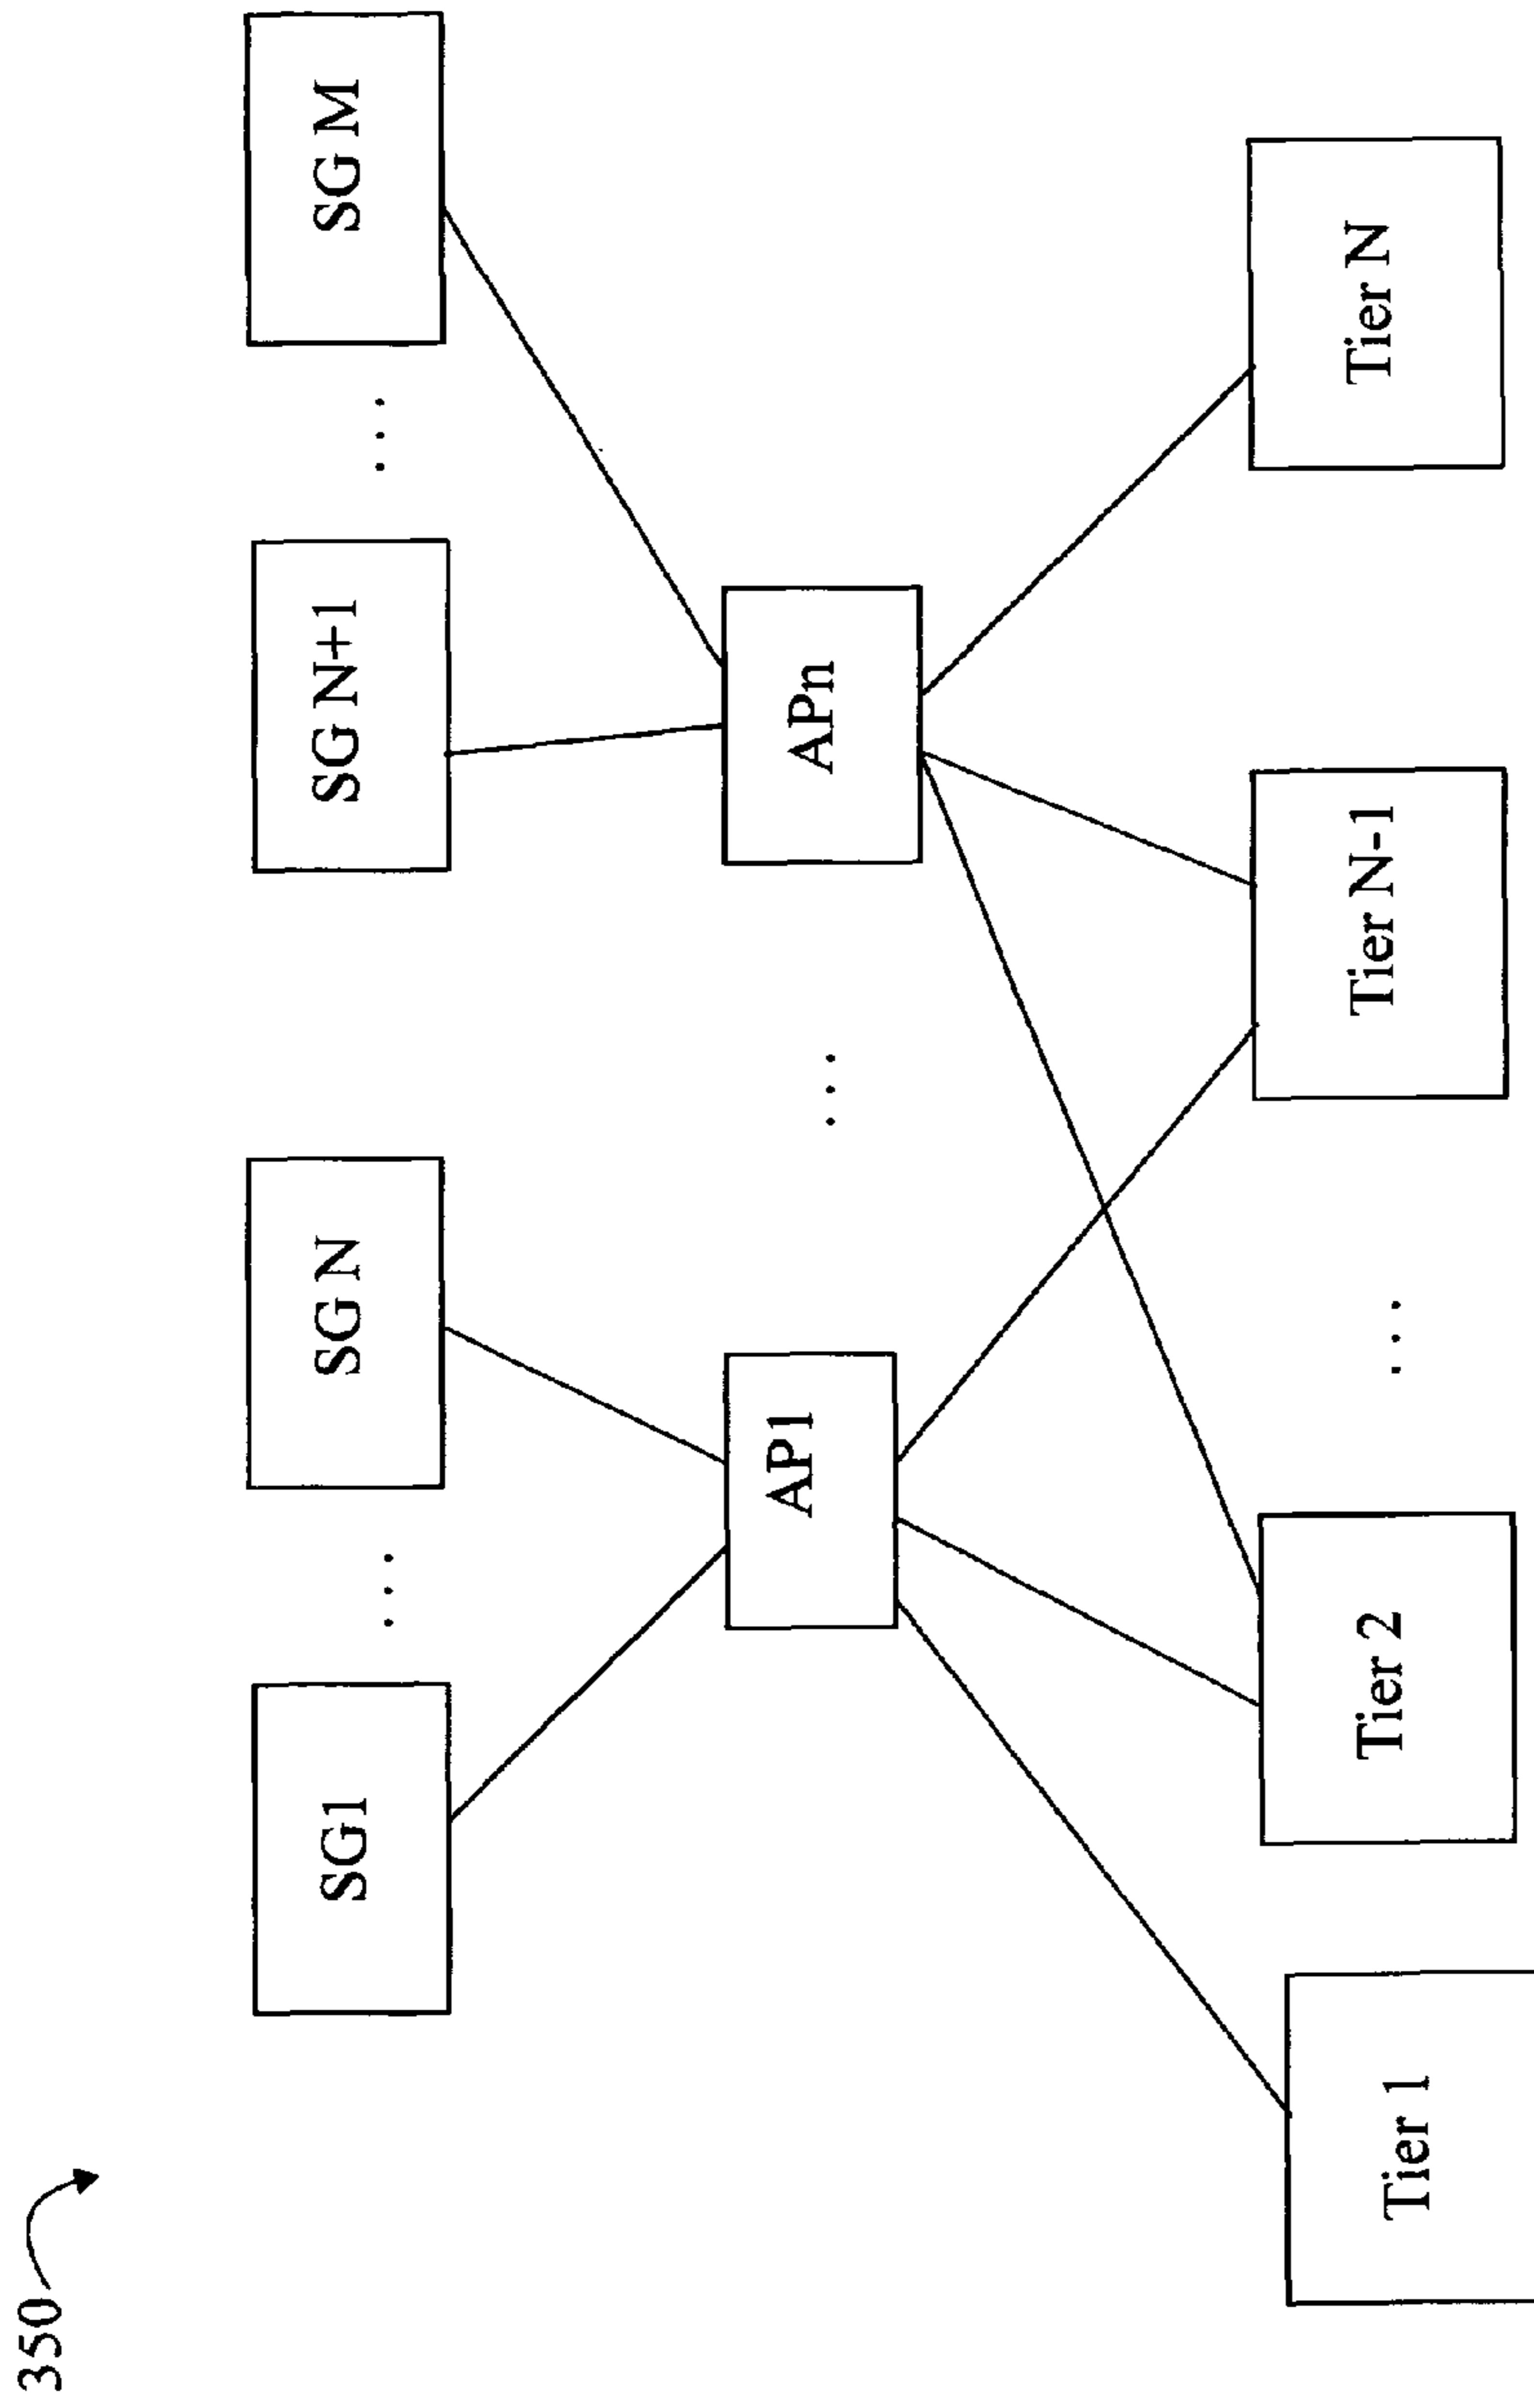 350
SG1
. . .
SG N
SG N+1
. . .
SG M
AP1
. . .
APn
Tier 1
Tier 2
. . .
Tier N-1
Tier N